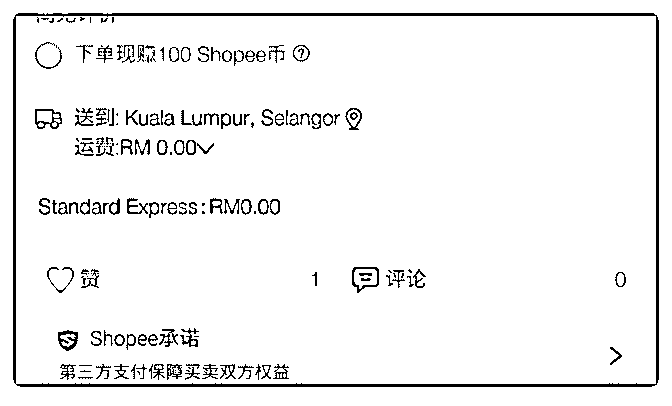 下单现赚100 Shopee币
送到: Kuala Lumpur, Selangor
运费:RM 0.00
Standard Express:RM0.00
赞 1 评论 0
Shopee承诺
第三方支付保障买卖双方权益